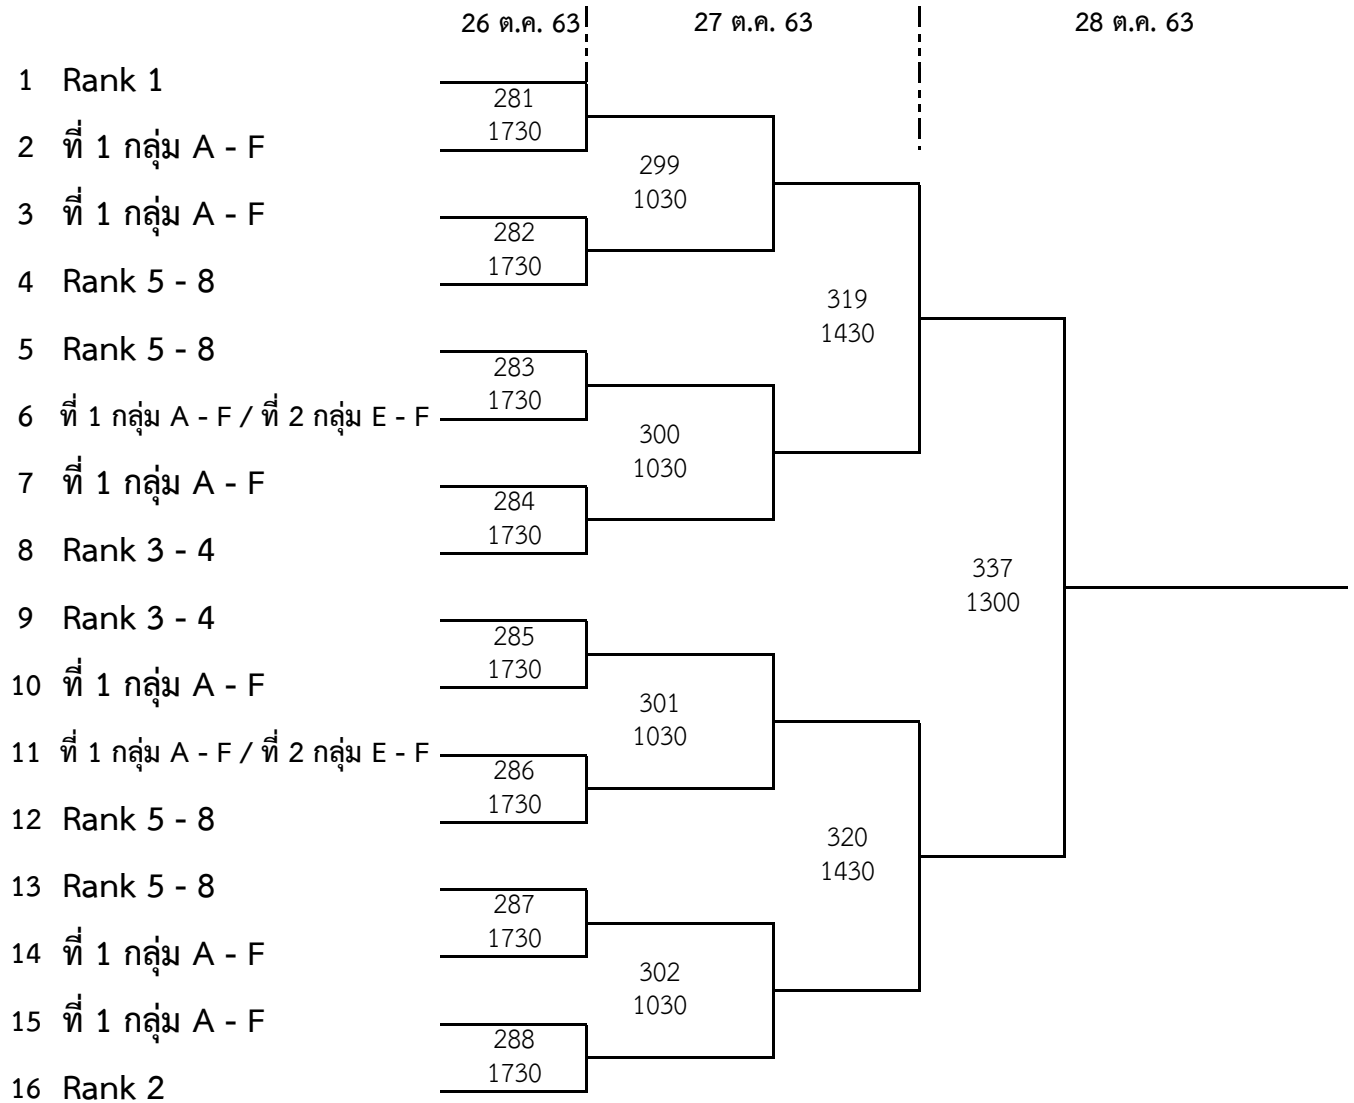 26 ต.ค. 63 27 ต.ค. 63 28 ต.ค. 63
1 Rank 1
281
1730
2 ที่ 1 กลุ่ม A - F
299
1030
3 ที่ 1 กลุ่ม A - F
282
1730
4 Rank 5 - 8
319
1430
5 Rank 5 - 8
283
1730
6 ที่ 1 กลุ่ม A - F / ที่ 2 กลุ่ม E - F
300
1030
7 ที่ 1 กลุ่ม A - F
284
1730
8 Rank 3 - 4
337
1300
9 Rank 3 - 4
285
1730
10 ที่ 1 กลุ่ม A - F
301
1030
11 ที่ 1 กลุ่ม A - F / ที่ 2 กลุ่ม E - F
286
1730
12 Rank 5 - 8
320
1430
13 Rank 5 - 8
287
1730
14 ที่ 1 กลุ่ม A - F
302
1030
15 ที่ 1 กลุ่ม A - F
288
1730
16 Rank 2